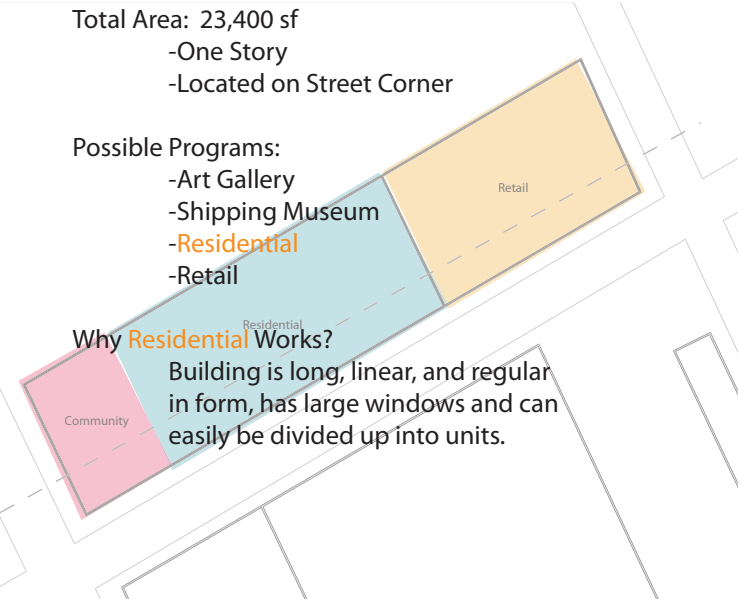 Total Area:  23,400 sf
-One Story
-Located on Street Corner
Possible Programs:
-Art Gallery
-Shipping Museum
-Residential
-Retail
Retail
Residential
Why Residential Works?
Building is long, linear, and regular
in form, has large windows and can
easily be divided up into units.
Community